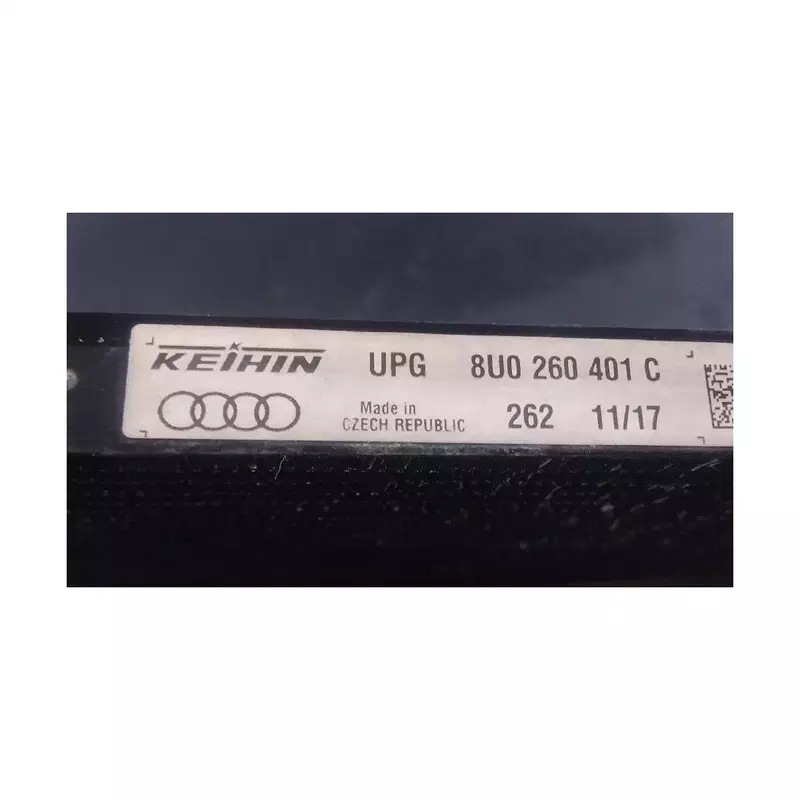 KEIHIN UPG 8U0 260 401 C
Made in 262 11/17
CZECH REPUBLIC